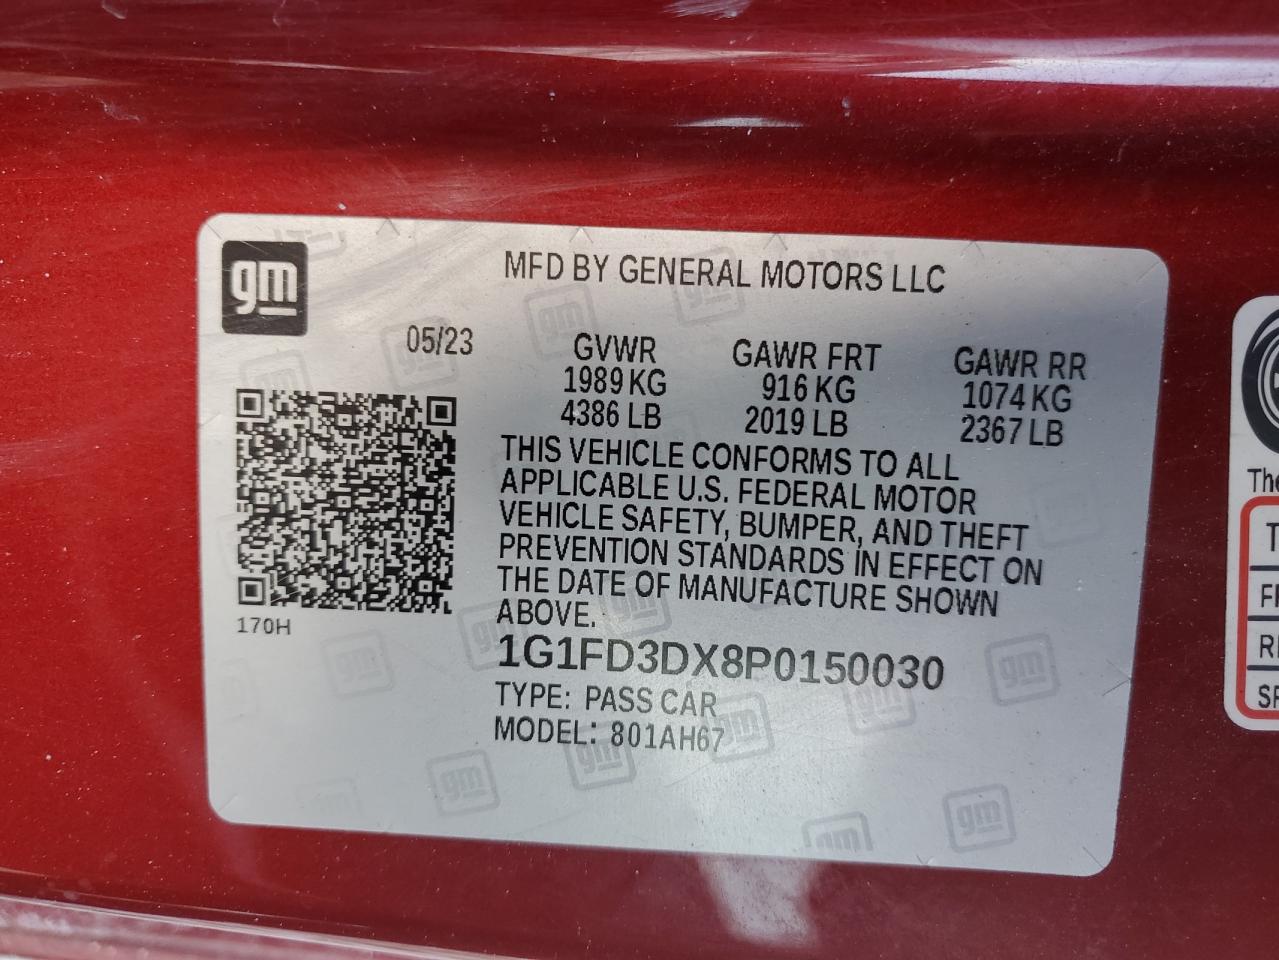 gm
MFD BY GENERAL MOTORS LLC
05/23
GVWR GAWR FRT GAWR RR
1989 KG 916 KG 1074 KG
4386 LB 2019 LB 2367 LB
THIS VEHICLE CONFORMS TO ALL
APPLICABLE U.S. FEDERAL MOTOR
VEHICLE SAFETY, BUMPER, AND THEFT
PREVENTION STANDARDS IN EFFECT ON
THE DATE OF MANUFACTURE SHOWN
ABOVE.
170H
1G1FD3DX8P0150030
TYPE: PASS CAR
MODEL: 801AH67